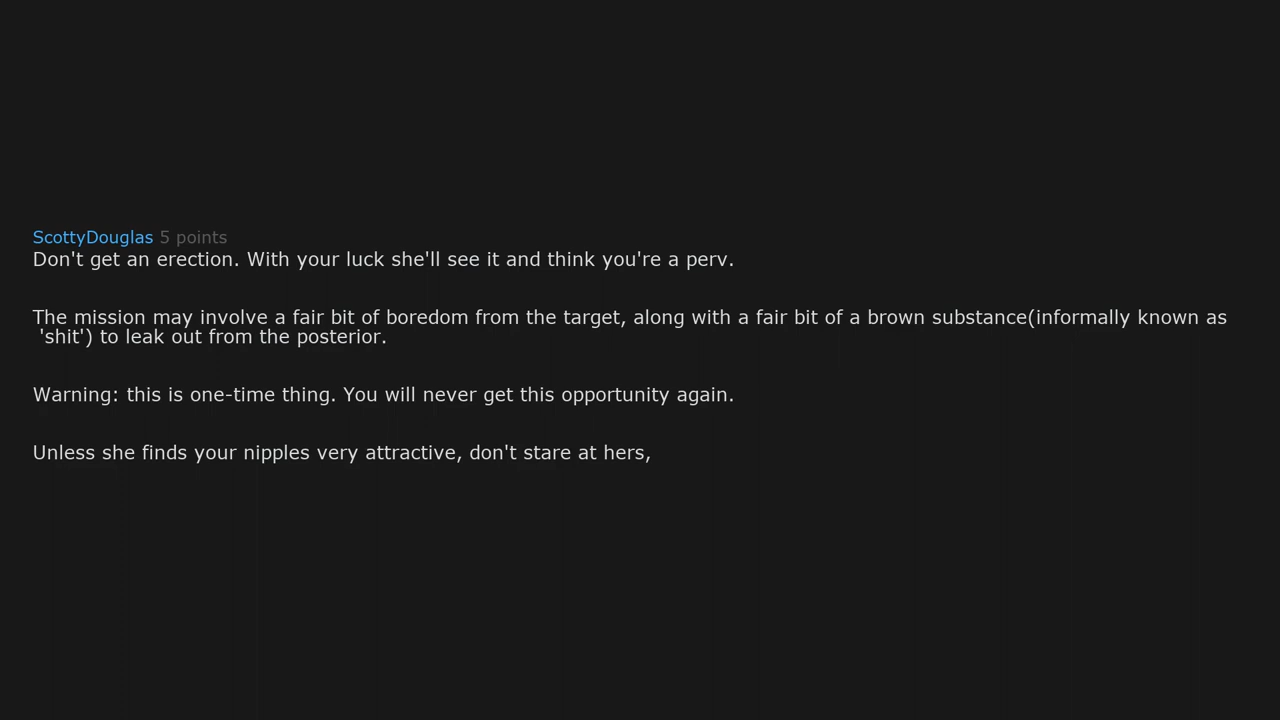 ScottyDouglas 5 points
Don't get an erection. With your luck she'll see it and think you're a perv.
The mission may involve a fair bit of boredom from the target, along with a fair bit of a brown substance(informally known as
'shit') to leak out from the posterior.
Warning: this is one-time thing. You will never get this opportunity again.
Unless she finds your nipples very attractive, don't stare at hers,